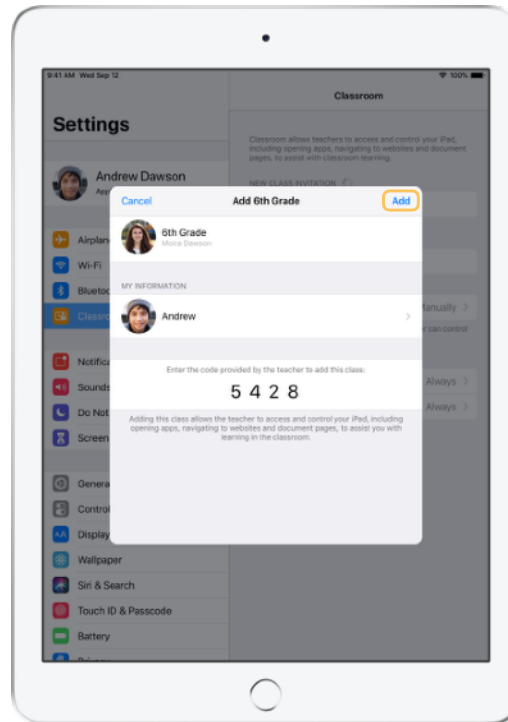 9:41 AM Wed Sep 12
100%
Settings
Classroom
Classroom allows teachers to access and control your iPad,
including opening apps, navigating to websites and document
pages, to assist with classroom learning.
Andrew Dawson
NEW CLASS INVITATION
Cancel
Add 6th Grade
Add
6th Grade
Moira Dawson
MY INFORMATION
Andrew
Enter the code provided by the teacher to add this class:
5 4 2 8
Adding this class allows the teacher to access and control your iPad, including
opening apps, navigating to websites and document pages, to assist you with
learning in the classroom.
Airplan
Wi-Fi
Bluetoo
Classro
Manually
r can control
Notifica
Sounds
Always
Do Not
Always
Screen
Genera
Control
Display
Wallpaper
Siri & Search
Touch ID & Passcode
Battery